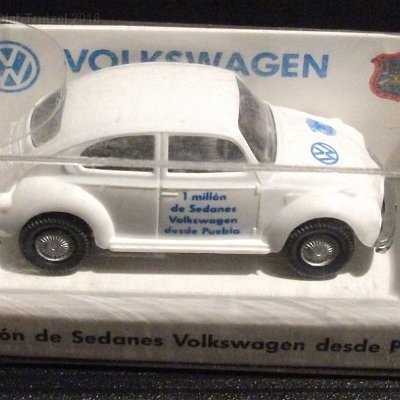 VOLKSWAGEN
1 millón
de Sedanes
Volkswagen
desde Puebla
ón de Sedanes Volkswagen desde P